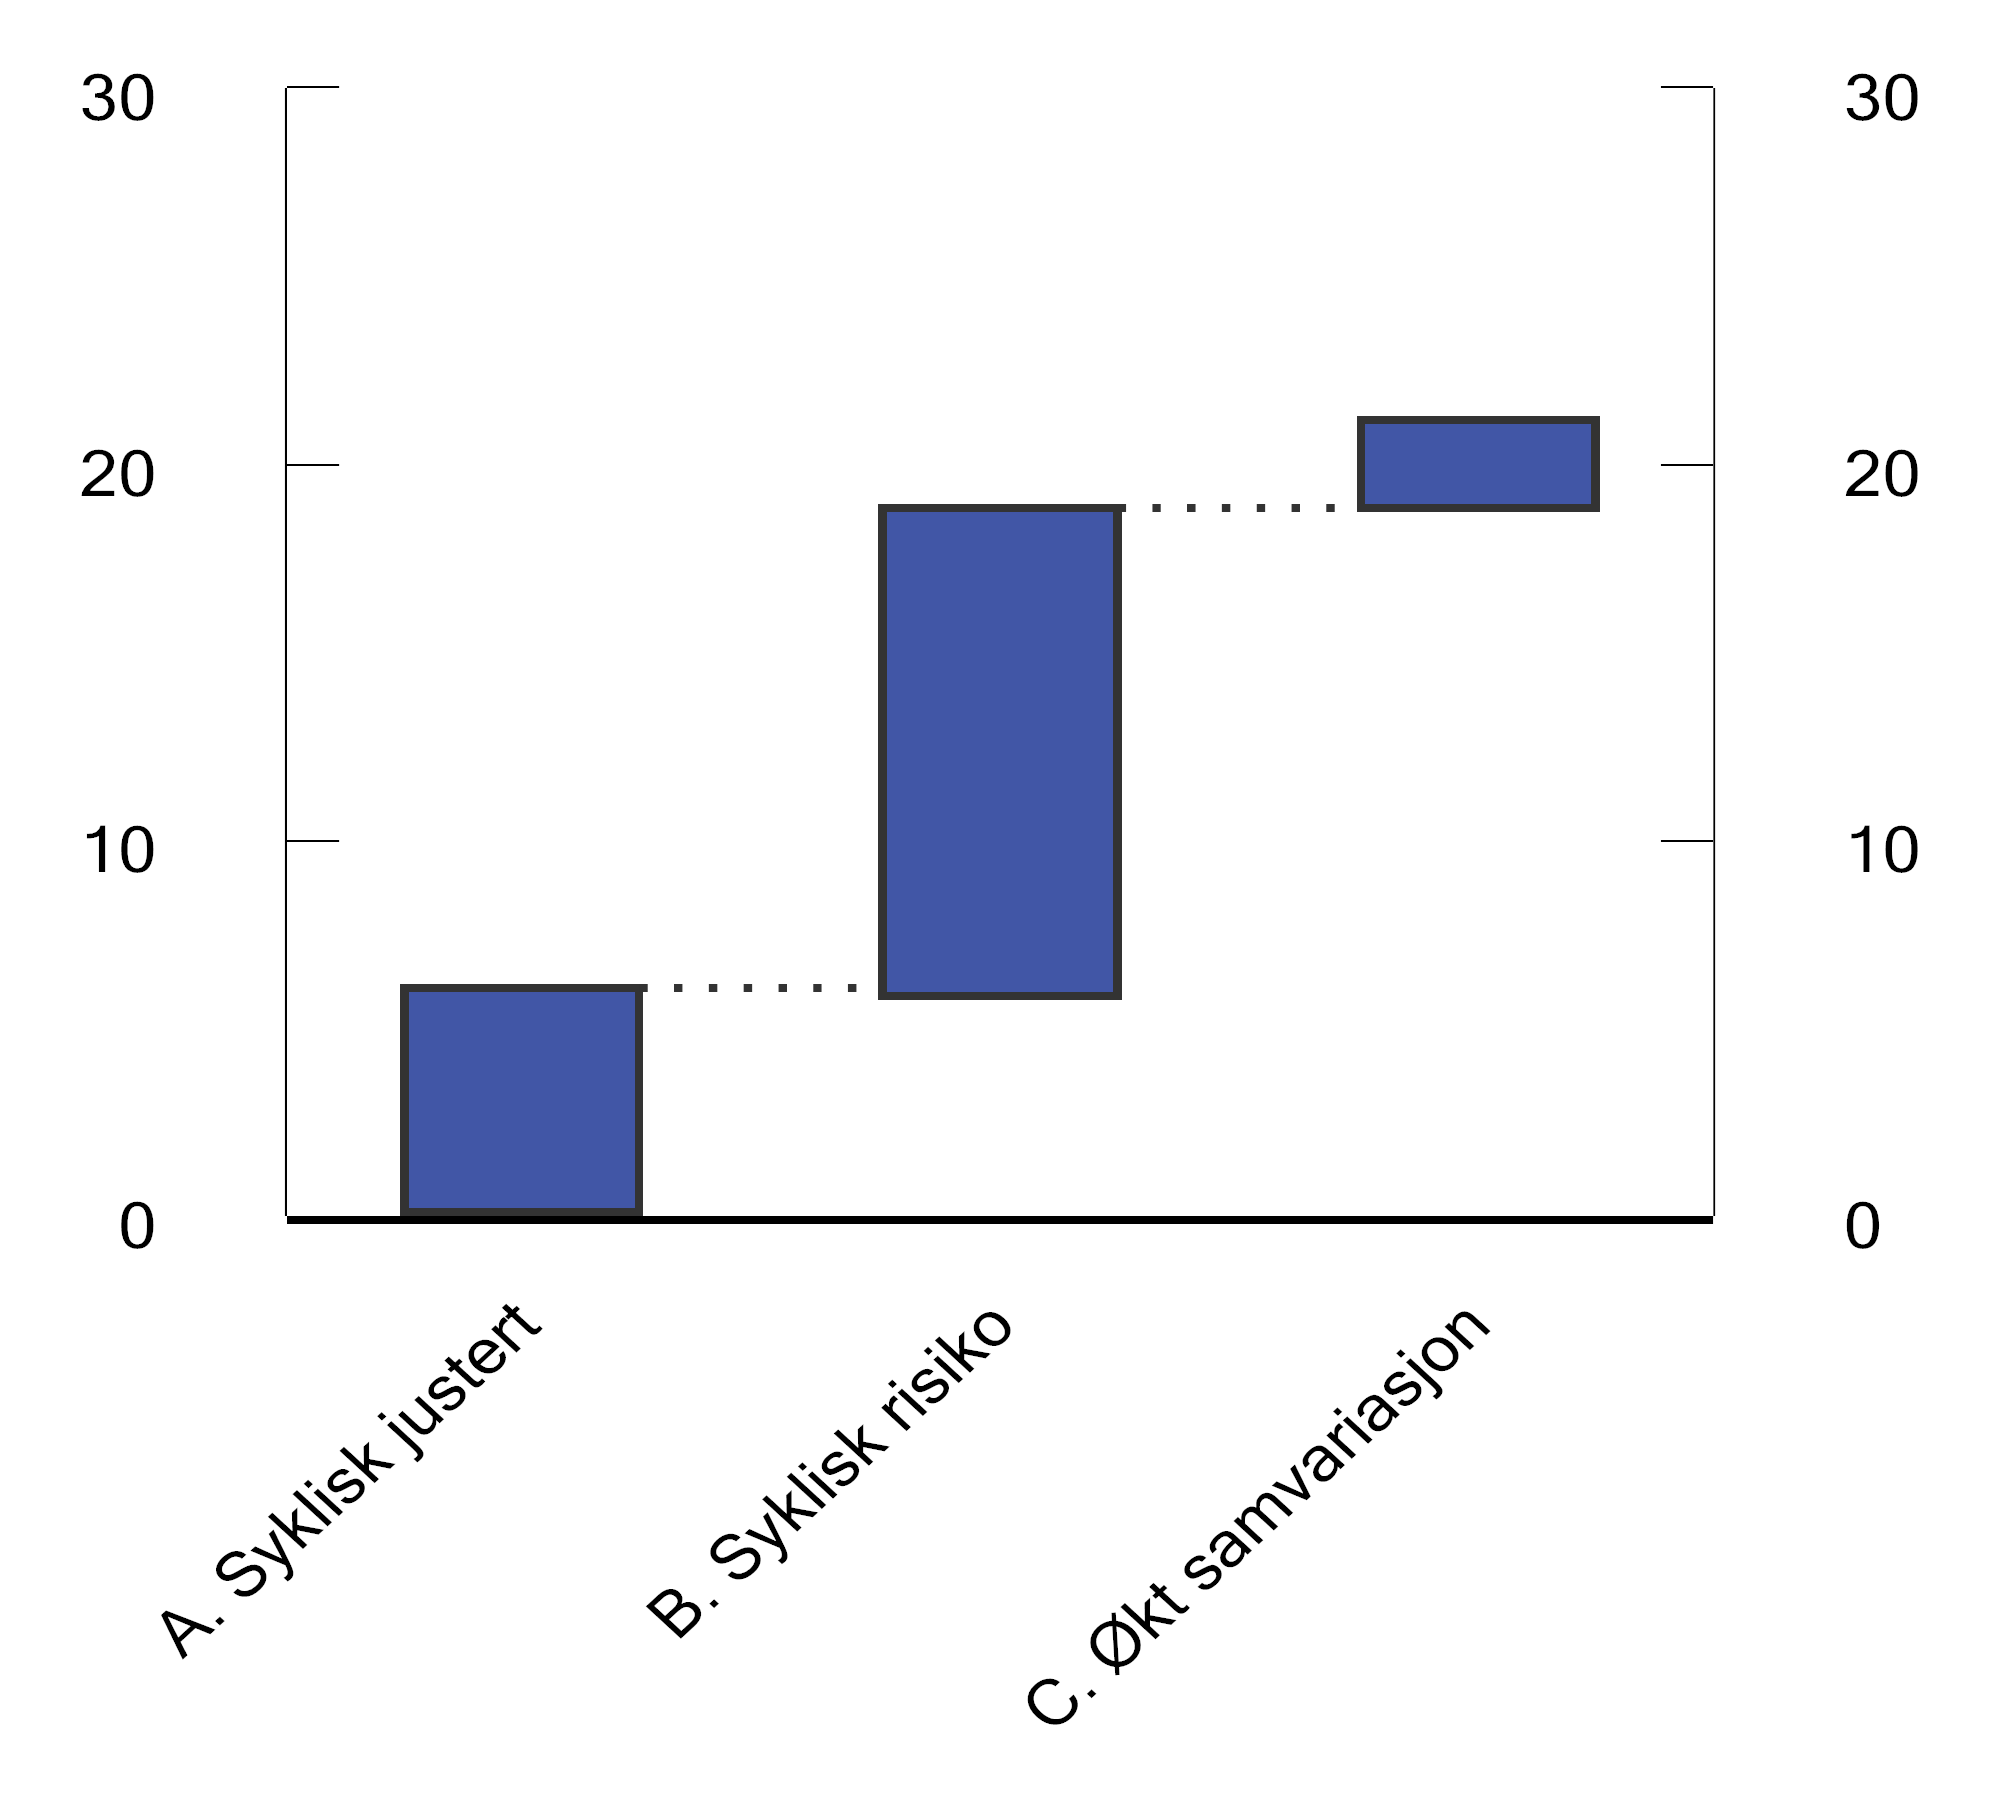 30 30
20 20
10 10
0 0
A. Syklisk justert
B. Syklisk risiko
C. Økt samvariasjon